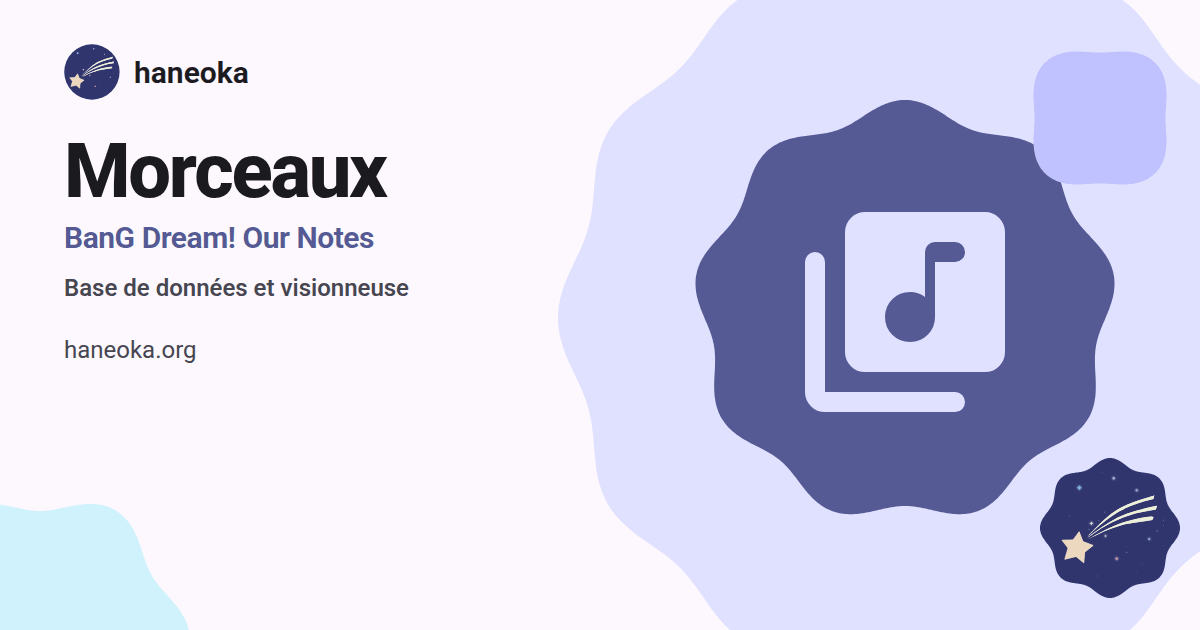 haneoka
Morceaux
BanG Dream! Our Notes
Base de données et visionneuse
haneoka.org